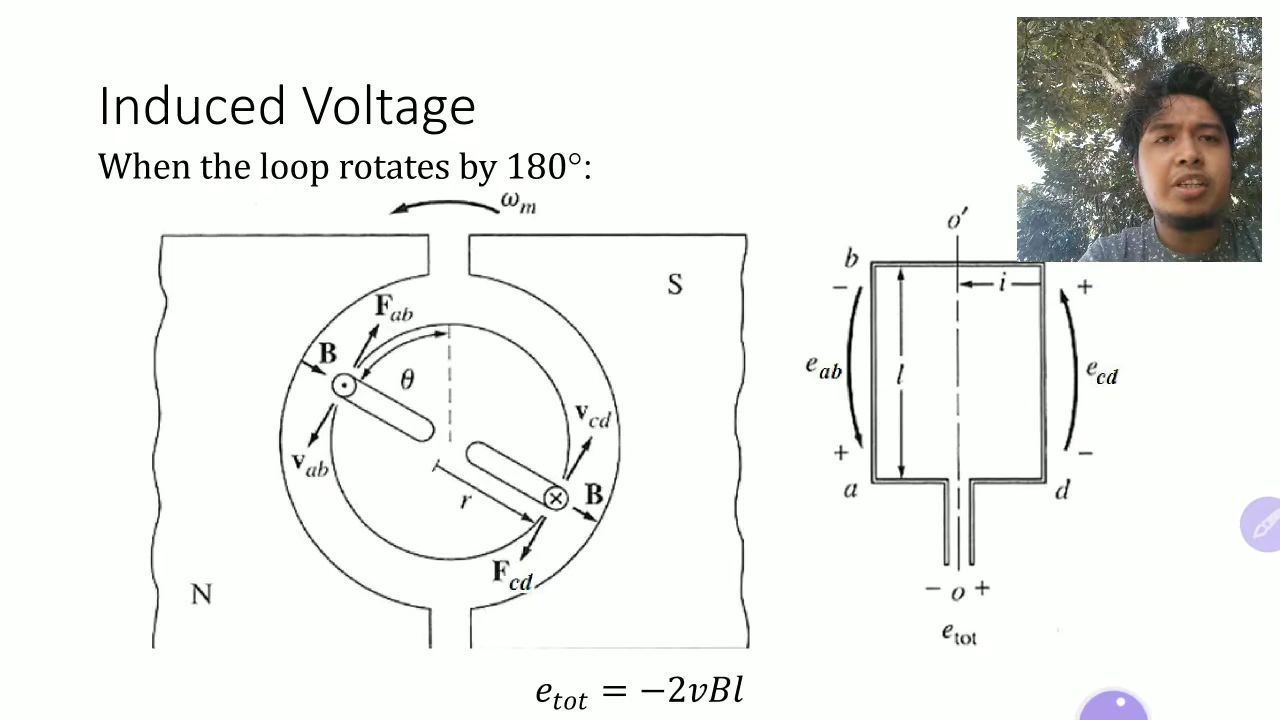 Induced Voltage
When the loop rotates by 180°:
ωm
S
Fab
B
θ
vcd
vab
r
B
Fcd
N
o′
b
− i +
eab l ecd
+ −
a d
− o +
etot
e_tot = −2vBl